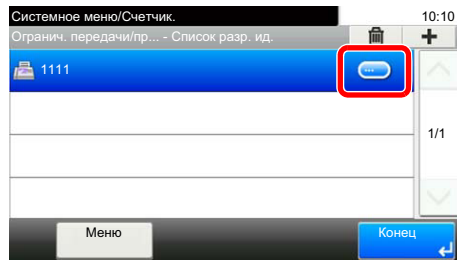 Системное меню/Счетчик.
10:10
Огранич. передачи/пр... - Список разр. ид.
1111
1/1
Меню
Конец